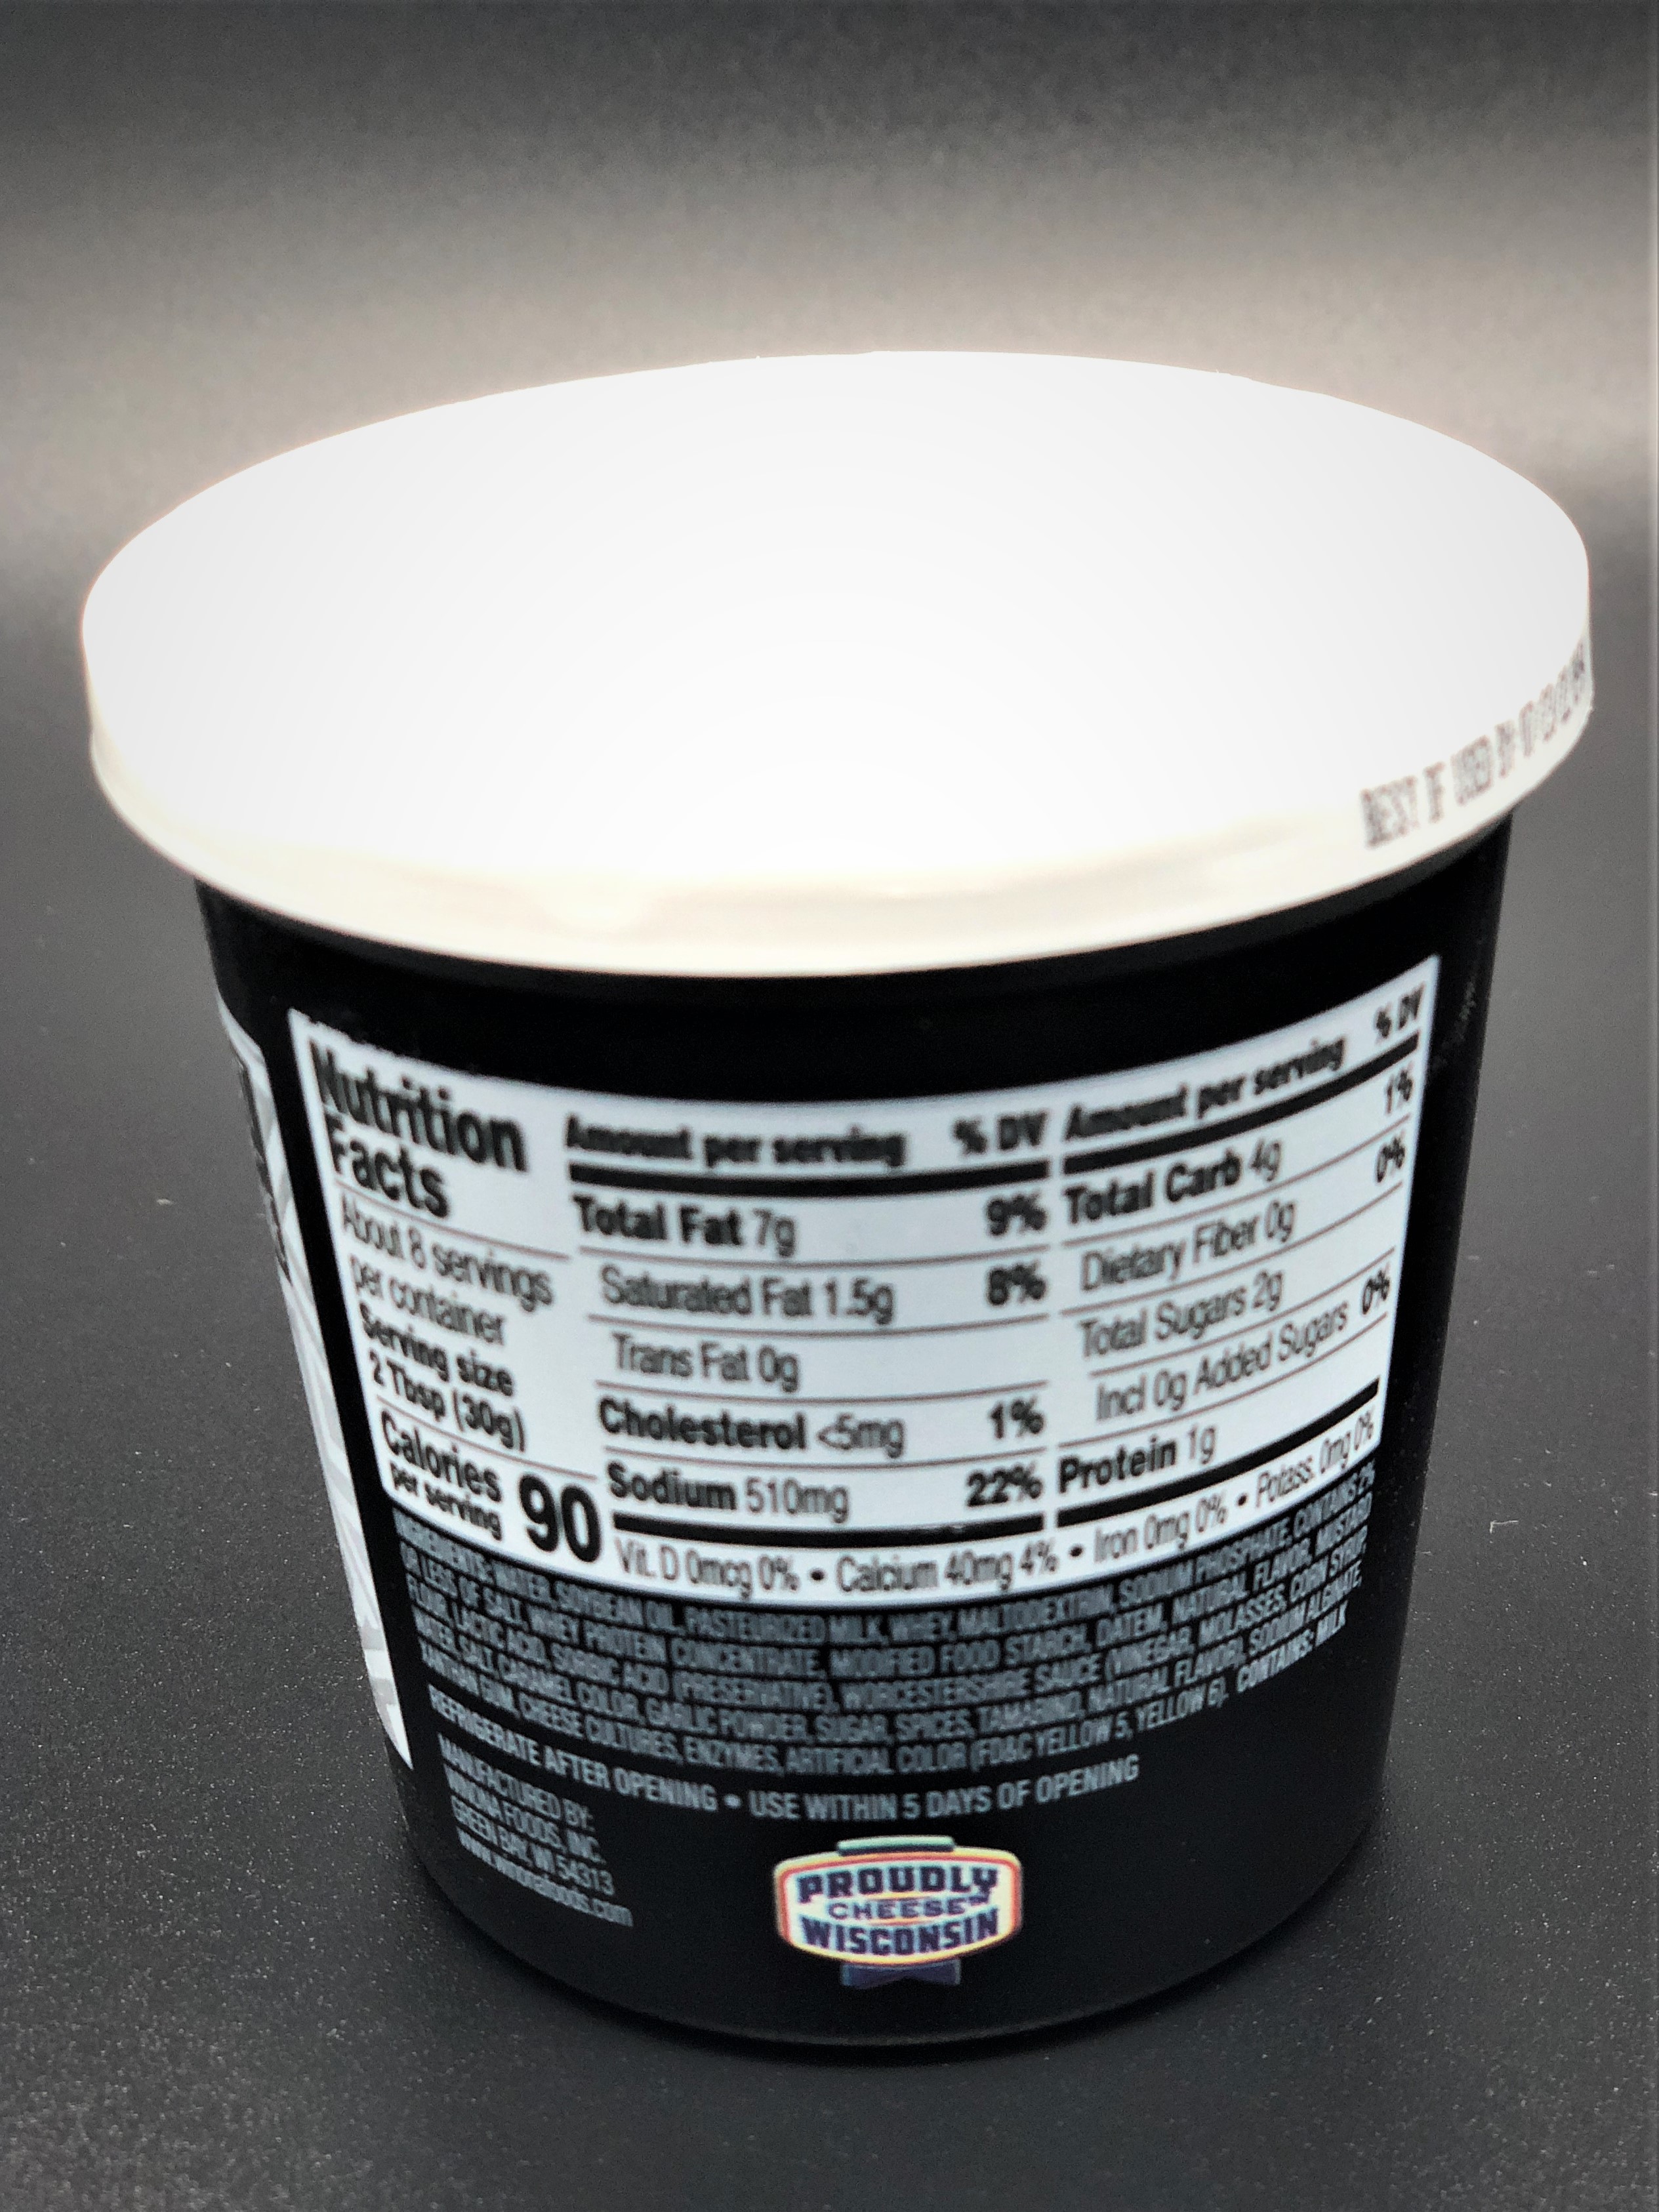 BEST IF USED BY
Nutrition
Facts
About 8 servings
per container
Serving size
2 Tbsp (30g)
Calories
per serving 90
Amount per serving % DV
Total Fat 7g 9%
Saturated Fat 1.5g 8%
Trans Fat 0g
Cholesterol <5mg 1%
Sodium 510mg 22%
Amount per serving % DV
Total Carb 4g 1%
Dietary Fiber 0g 0%
Total Sugars 2g
Incl 0g Added Sugars 0%
Protein 1g
Vit. D 0mcg 0% • Calcium 40mg 4% • Iron 0mg 0% • Potass. 0mg 0%
INGREDIENTS: WATER, SOYBEAN OIL, PASTEURIZED MILK, WHEY, MALTODEXTRIN, SODIUM PHOSPHATE, CONTAINS 2%
OR LESS OF SALT, WHEY PROTEIN CONCENTRATE, MODIFIED FOOD STARCH, DATEM, NATURAL FLAVOR, MUSTARD
FLOUR, LACTIC ACID, SORBIC ACID (PRESERVATIVE), WORCESTERSHIRE SAUCE (VINEGAR, MOLASSES, CORN SYRUP,
WATER, SALT, CARAMEL COLOR, GARLIC POWDER, SUGAR, SPICES, TAMARIND, NATURAL FLAVOR), SODIUM ALGINATE,
XANTHAN GUM, CHEESE CULTURES, ENZYMES, ARTIFICIAL COLOR (FD&C YELLOW 5, YELLOW 6). CONTAINS: MILK
REFRIGERATE AFTER OPENING • USE WITHIN 5 DAYS OF OPENING
MANUFACTURED BY:
WINONA FOODS, INC.
GREEN BAY, WI 54313
www.winonafoods.com
PROUDLY
WISCONSIN
CHEESE™